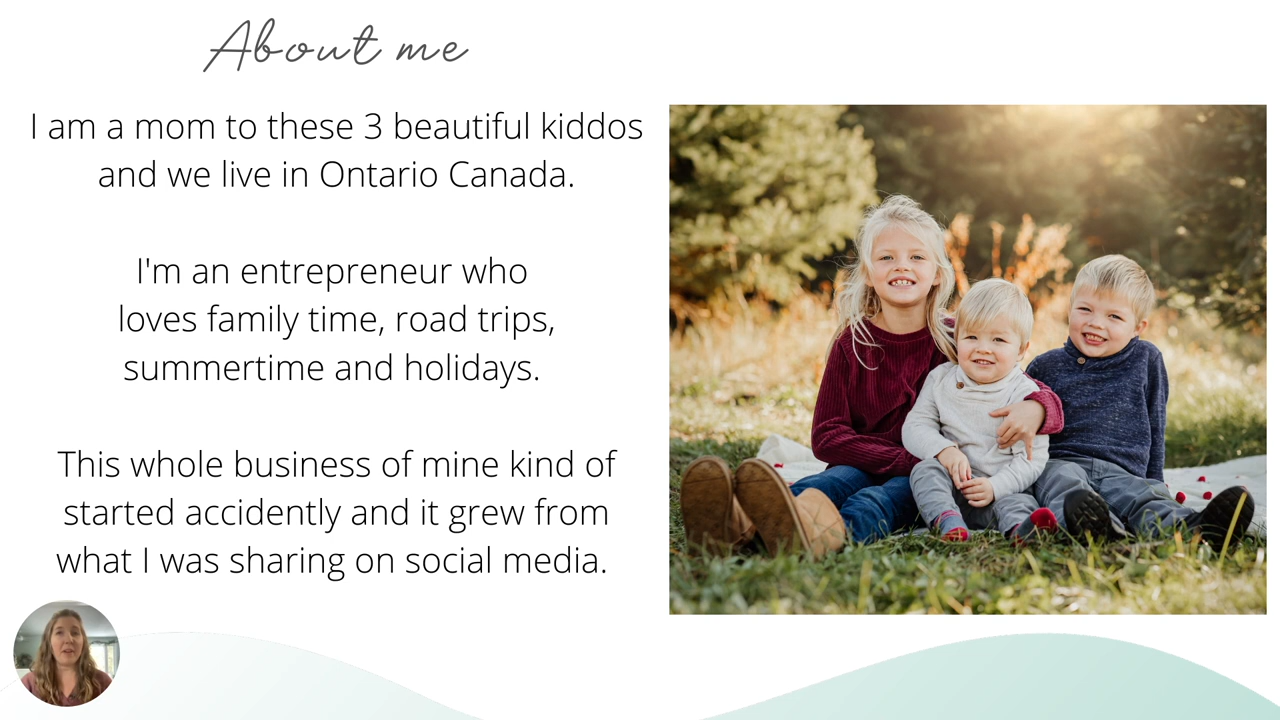 About me
I am a mom to these 3 beautiful kiddos
and we live in Ontario Canada.
I'm an entrepreneur who
loves family time, road trips,
summertime and holidays.
This whole business of mine kind of
started accidently and it grew from
what I was sharing on social media.